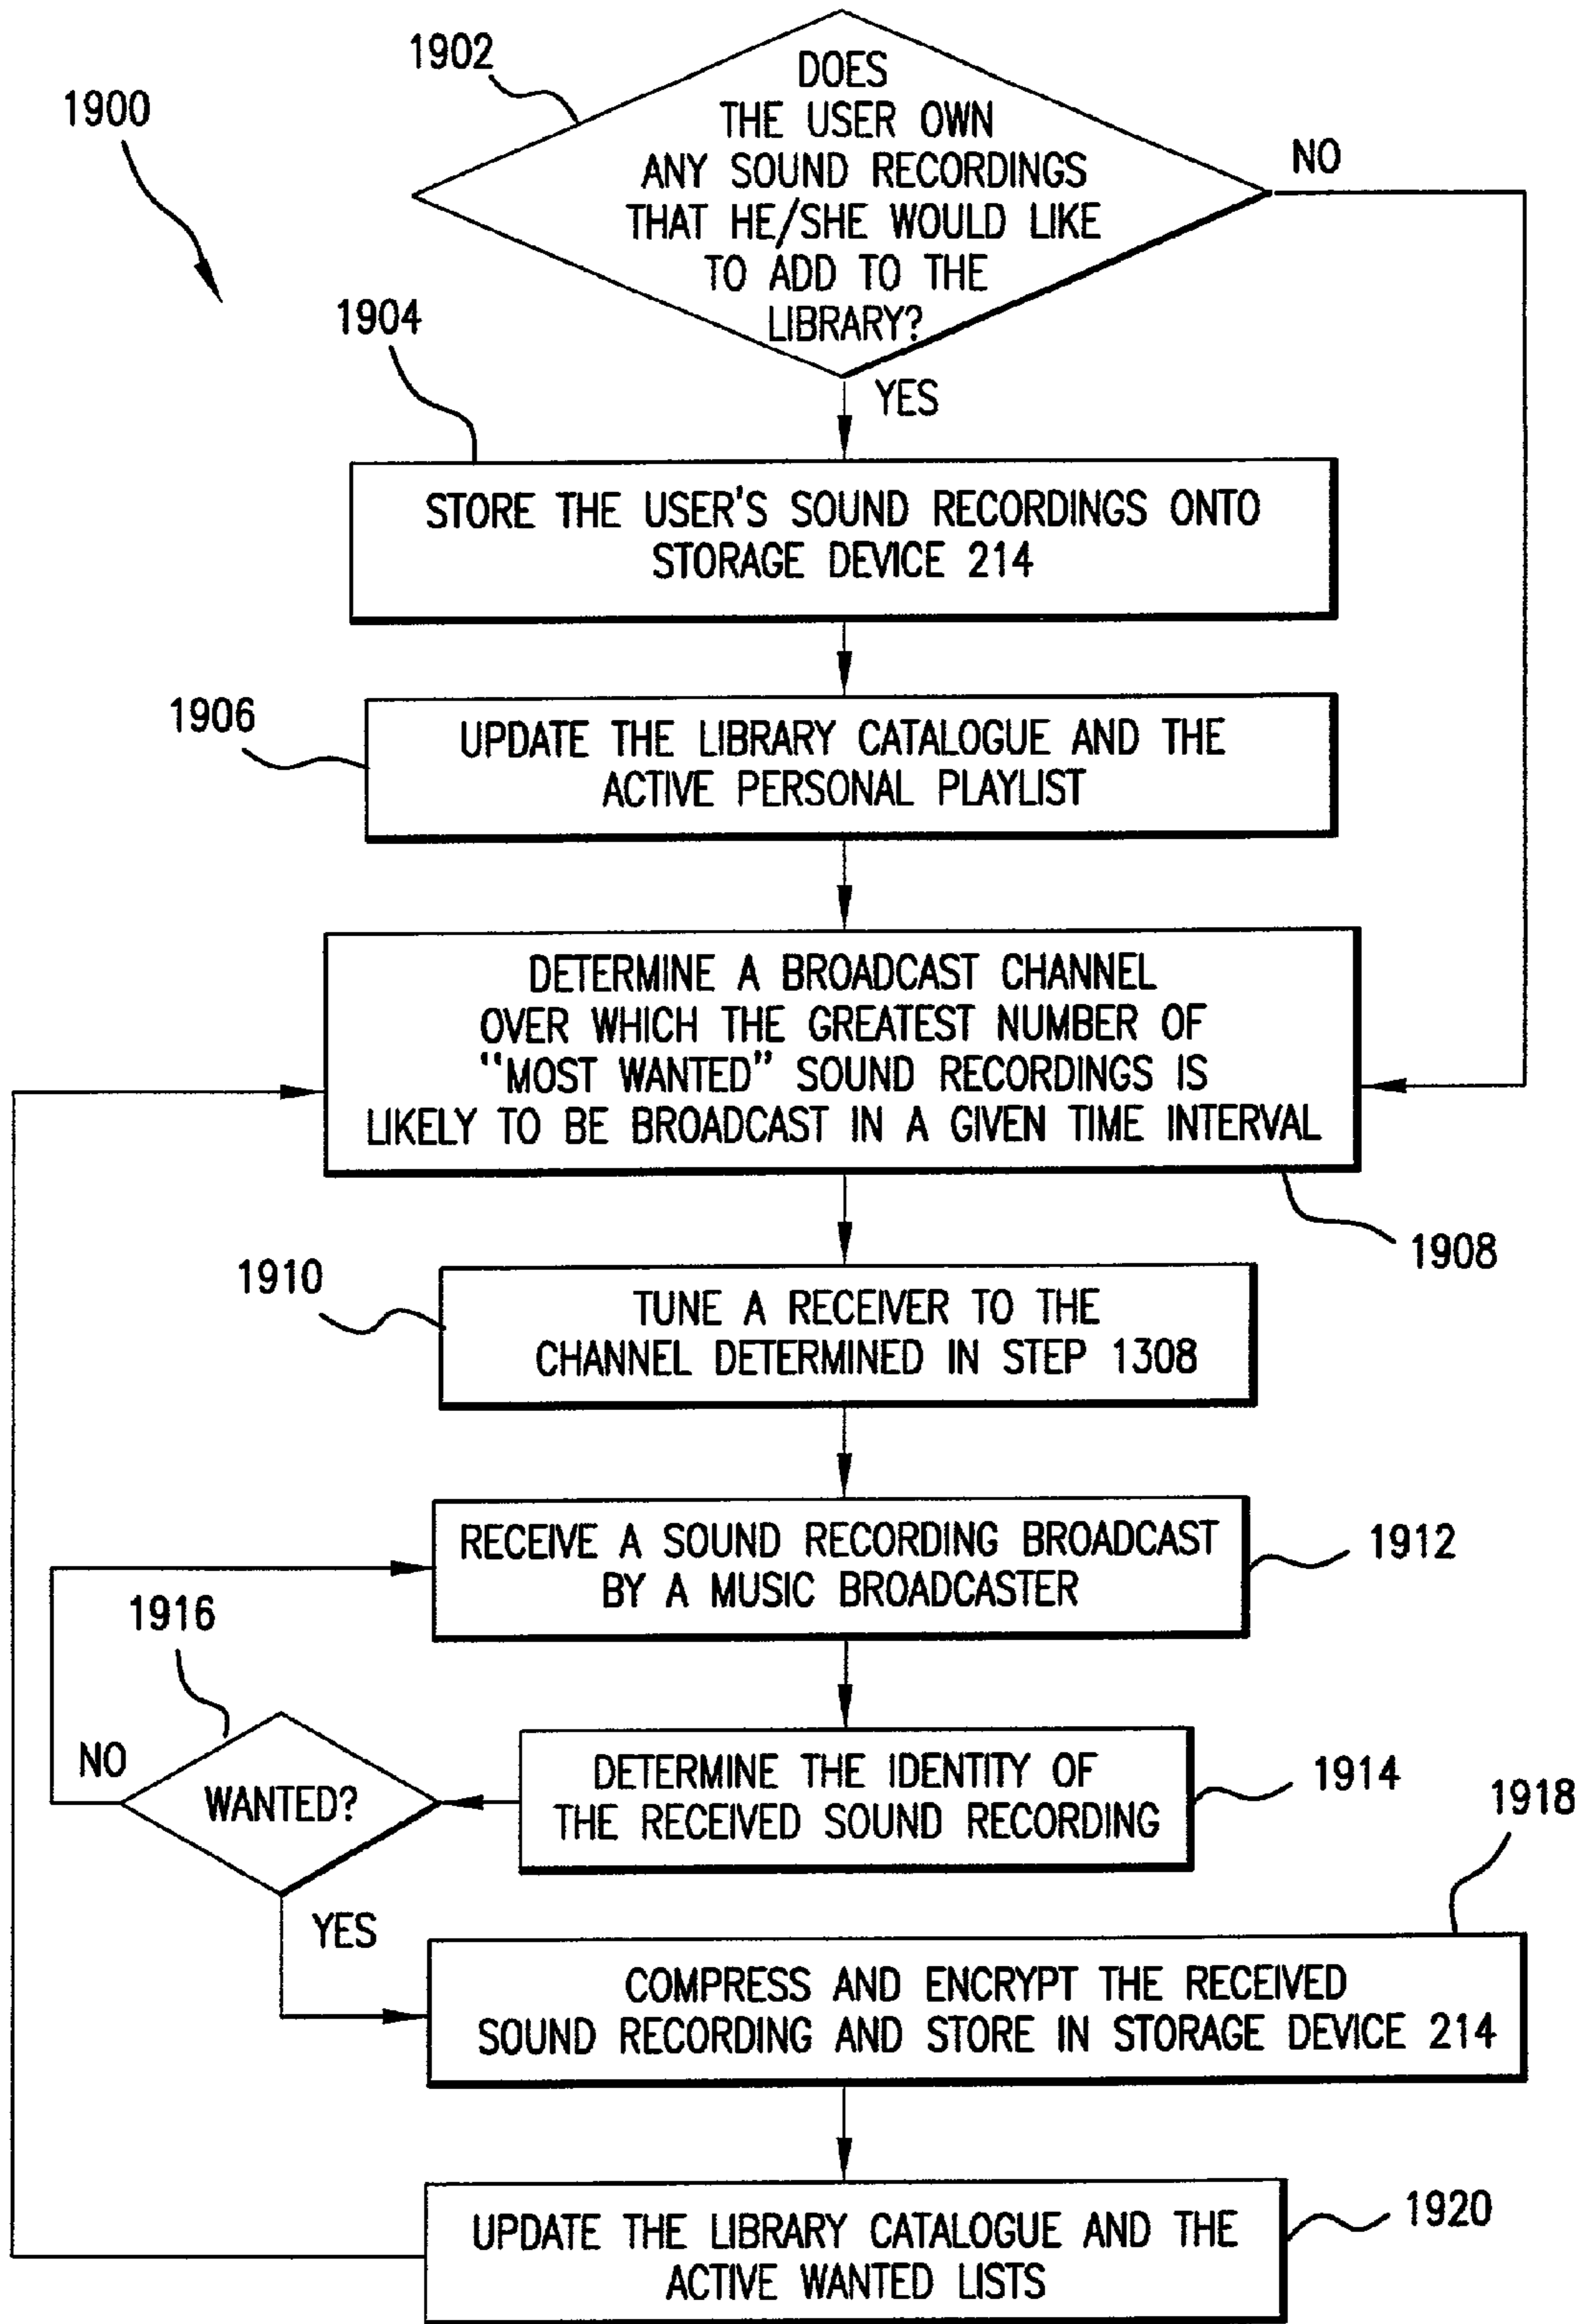 1902
DOES
THE USER OWN
ANY SOUND RECORDINGS
THAT HE/SHE WOULD LIKE
TO ADD TO THE
LIBRARY?
NO
1900
YES
1904
STORE THE USER'S SOUND RECORDINGS ONTO
STORAGE DEVICE 214
1906
UPDATE THE LIBRARY CATALOGUE AND THE
ACTIVE PERSONAL PLAYLIST
DETERMINE A BROADCAST CHANNEL
OVER WHICH THE GREATEST NUMBER OF
"MOST WANTED" SOUND RECORDINGS IS
LIKELY TO BE BROADCAST IN A GIVEN TIME INTERVAL
1908
1910
TUNE A RECEIVER TO THE
CHANNEL DETERMINED IN STEP 1308
RECEIVE A SOUND RECORDING BROADCAST
BY A MUSIC BROADCASTER
1912
1916
NO
WANTED?
YES
DETERMINE THE IDENTITY OF
THE RECEIVED SOUND RECORDING
1914
1918
COMPRESS AND ENCRYPT THE RECEIVED
SOUND RECORDING AND STORE IN STORAGE DEVICE 214
UPDATE THE LIBRARY CATALOGUE AND THE
ACTIVE WANTED LISTS
1920